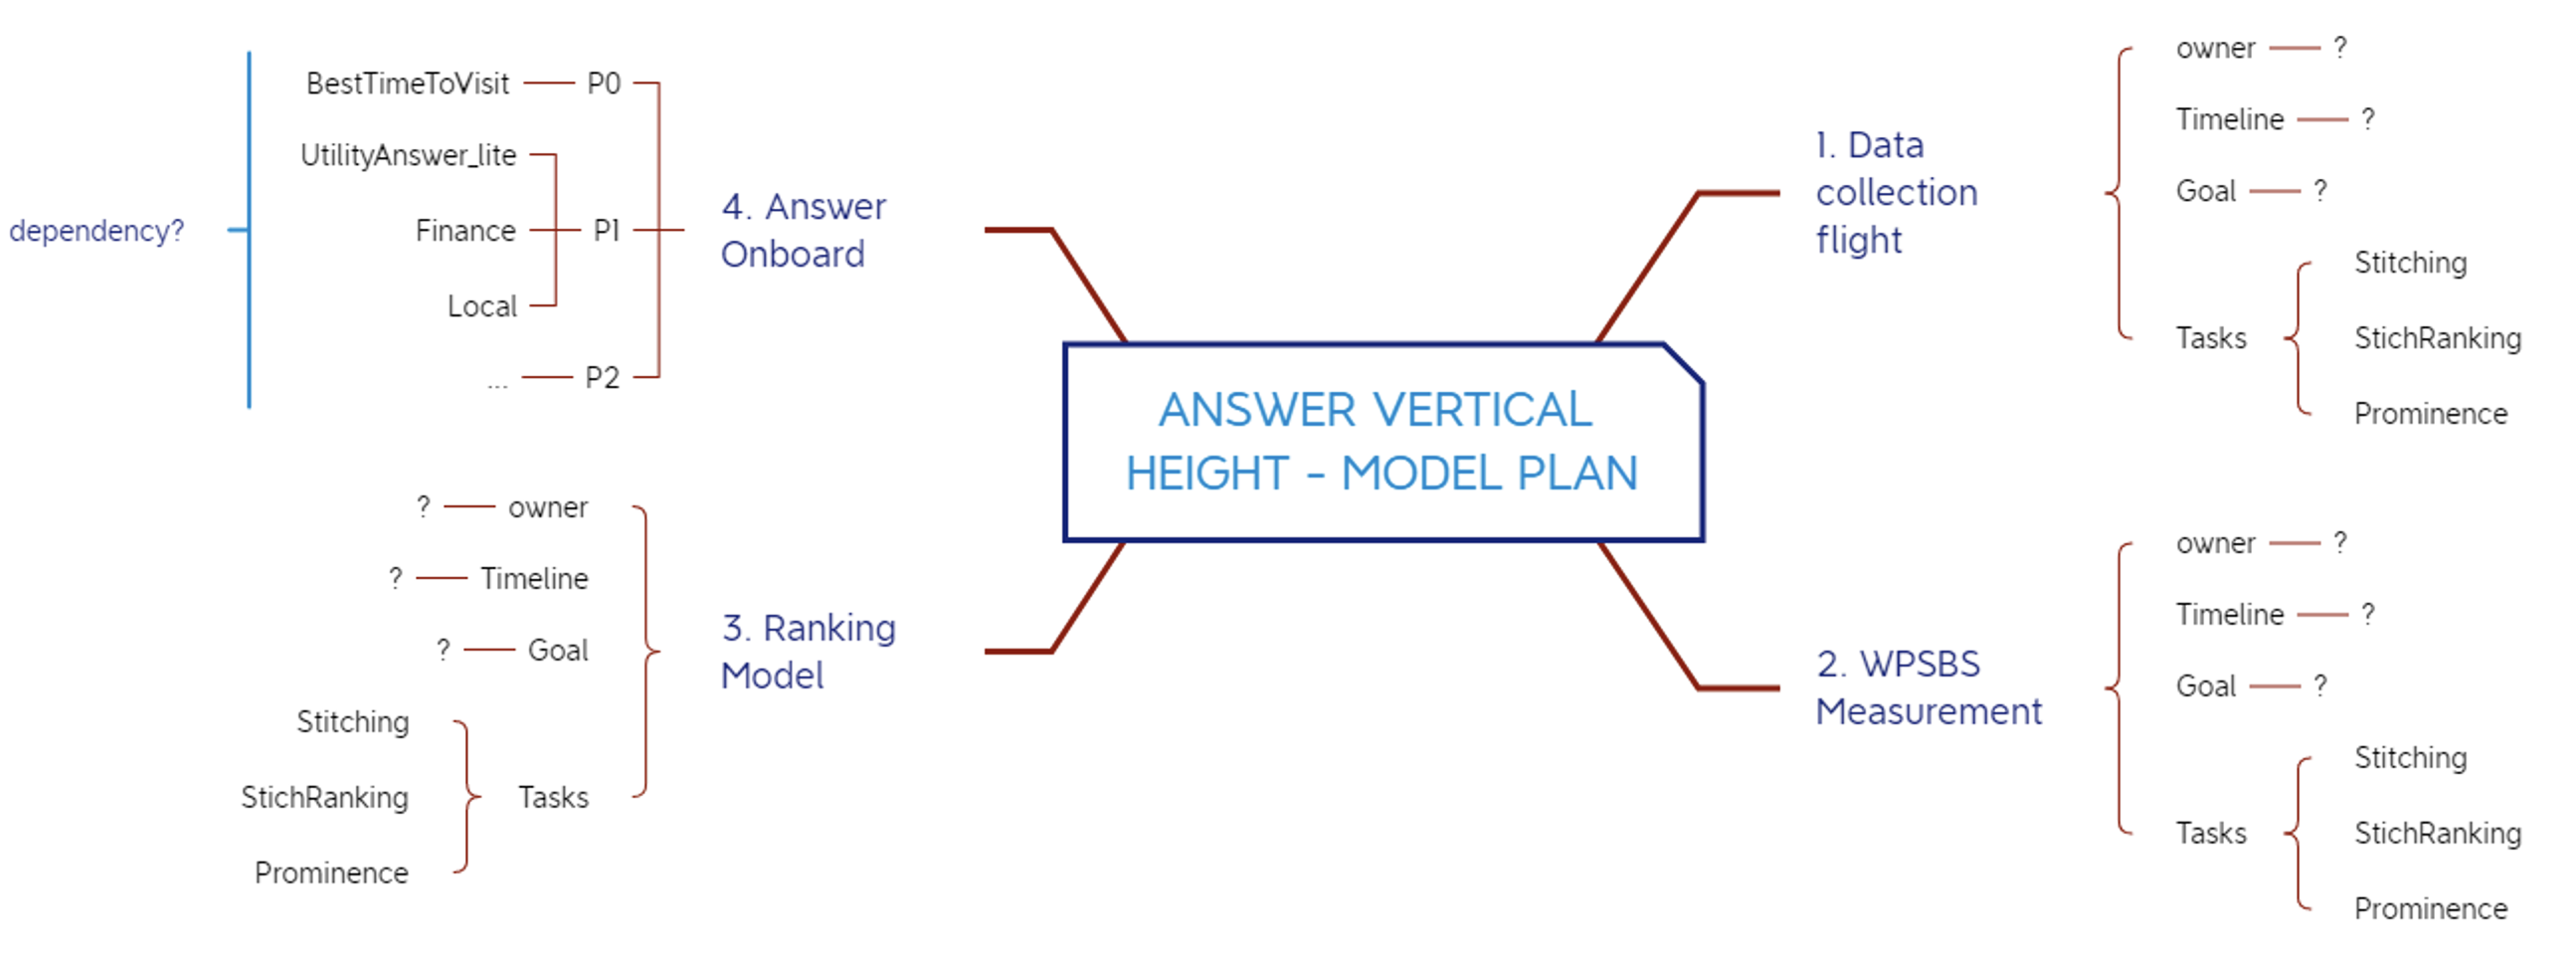 ANSWER VERTICAL
HEIGHT - MODEL PLAN
1. Data
collection
flight
owner ?
Timeline ?
Goal ?
Tasks
Stitching
StichRanking
Prominence
2. WPSBS
Measurement
owner ?
Timeline ?
Goal ?
Tasks
Stitching
StichRanking
Prominence
3. Ranking
Model
? owner
? Timeline
? Goal
Tasks
Stitching
StichRanking
Prominence
4. Answer
Onboard
BestTimeToVisit P0
UtilityAnswer_lite
Finance P1
Local
... P2
dependency?